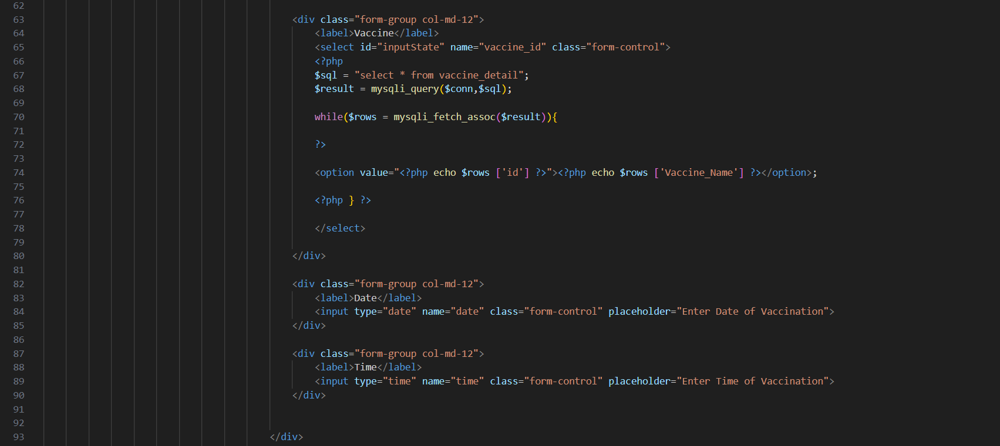 62
63 <div class="form-group col-md-12">
64 <label>Vaccine</label>
65 <select id="inputState" name="vaccine_id" class="form-control">
66 <?php
67 $sql = "select * from vaccine_detail";
68 $result = mysqli_query($conn,$sql);
69
70 while($rows = mysqli_fetch_assoc($result)){
71
72 ?>
73
74 <option value="<?php echo $rows ['id'] ?>"><?php echo $rows ['Vaccine_Name'] ?></option>;
75
76 <?php } ?>
77
78 </select>
79
80 </div>
81
82 <div class="form-group col-md-12">
83 <label>Date</label>
84 <input type="date" name="date" class="form-control" placeholder="Enter Date of Vaccination">
85 </div>
86
87 <div class="form-group col-md-12">
88 <label>Time</label>
89 <input type="time" name="time" class="form-control" placeholder="Enter Time of Vaccination">
90 </div>
91
92
93 </div>